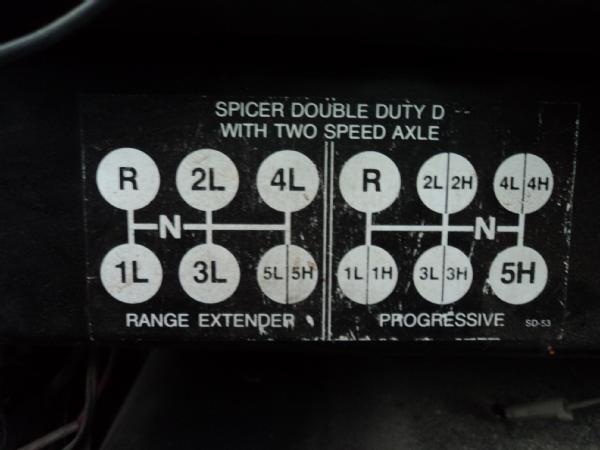 SPICER DOUBLE DUTY D
WITH TWO SPEED AXLE
R 2L 4L R 2L 2H 4L 4H
N N
1L 3L 5L 5H 1L 1H 3L 3H 5H
RANGE EXTENDER PROGRESSIVE SD-53